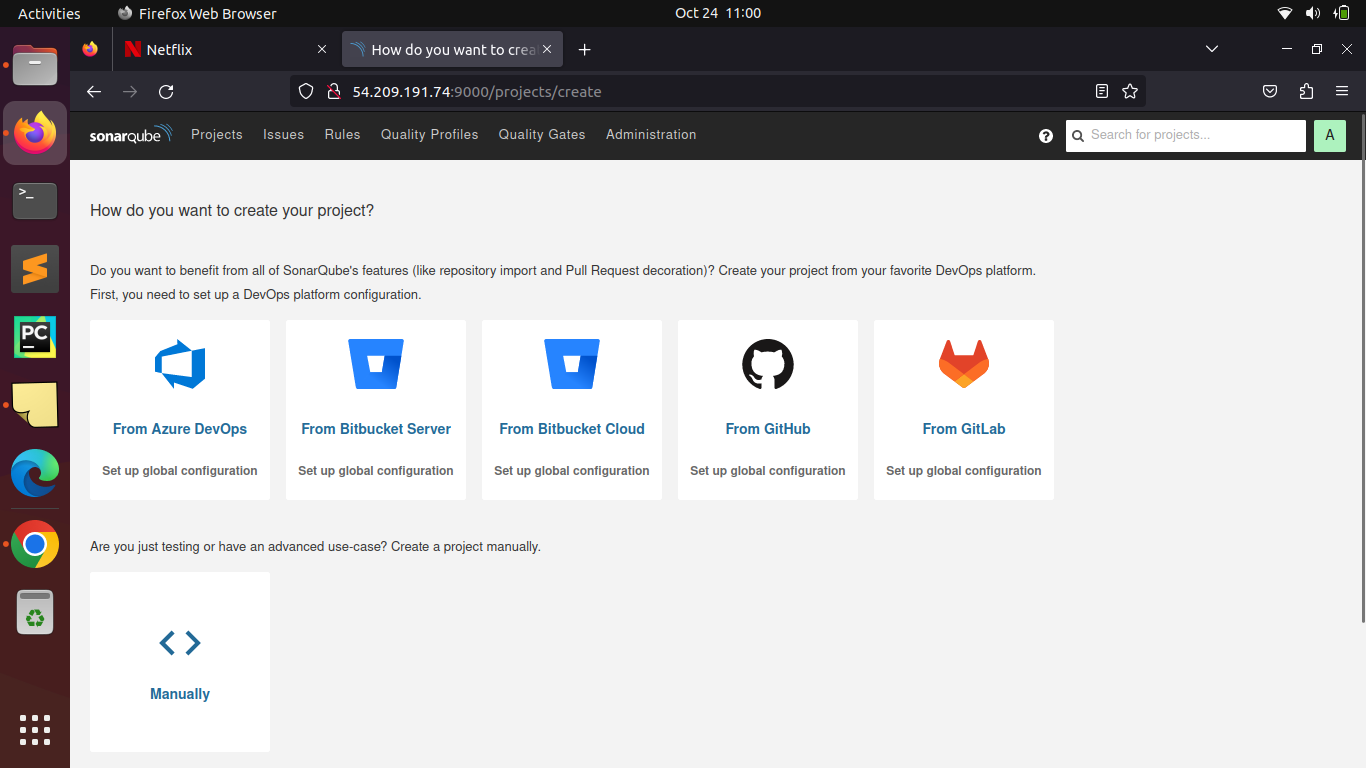 Activities Firefox Web Browser Oct 24 11:00
Netflix How do you want to crea
54.209.191.74:9000/projects/create
sonarqube Projects Issues Rules Quality Profiles Quality Gates Administration ? Search for projects... A
How do you want to create your project?
Do you want to benefit from all of SonarQube's features (like repository import and Pull Request decoration)? Create your project from your favorite DevOps platform.
First, you need to set up a DevOps platform configuration.
From Azure DevOps From Bitbucket Server From Bitbucket Cloud From GitHub From GitLab
Set up global configuration Set up global configuration Set up global configuration Set up global configuration Set up global configuration
Are you just testing or have an advanced use-case? Create a project manually.
Manually
>_
PC